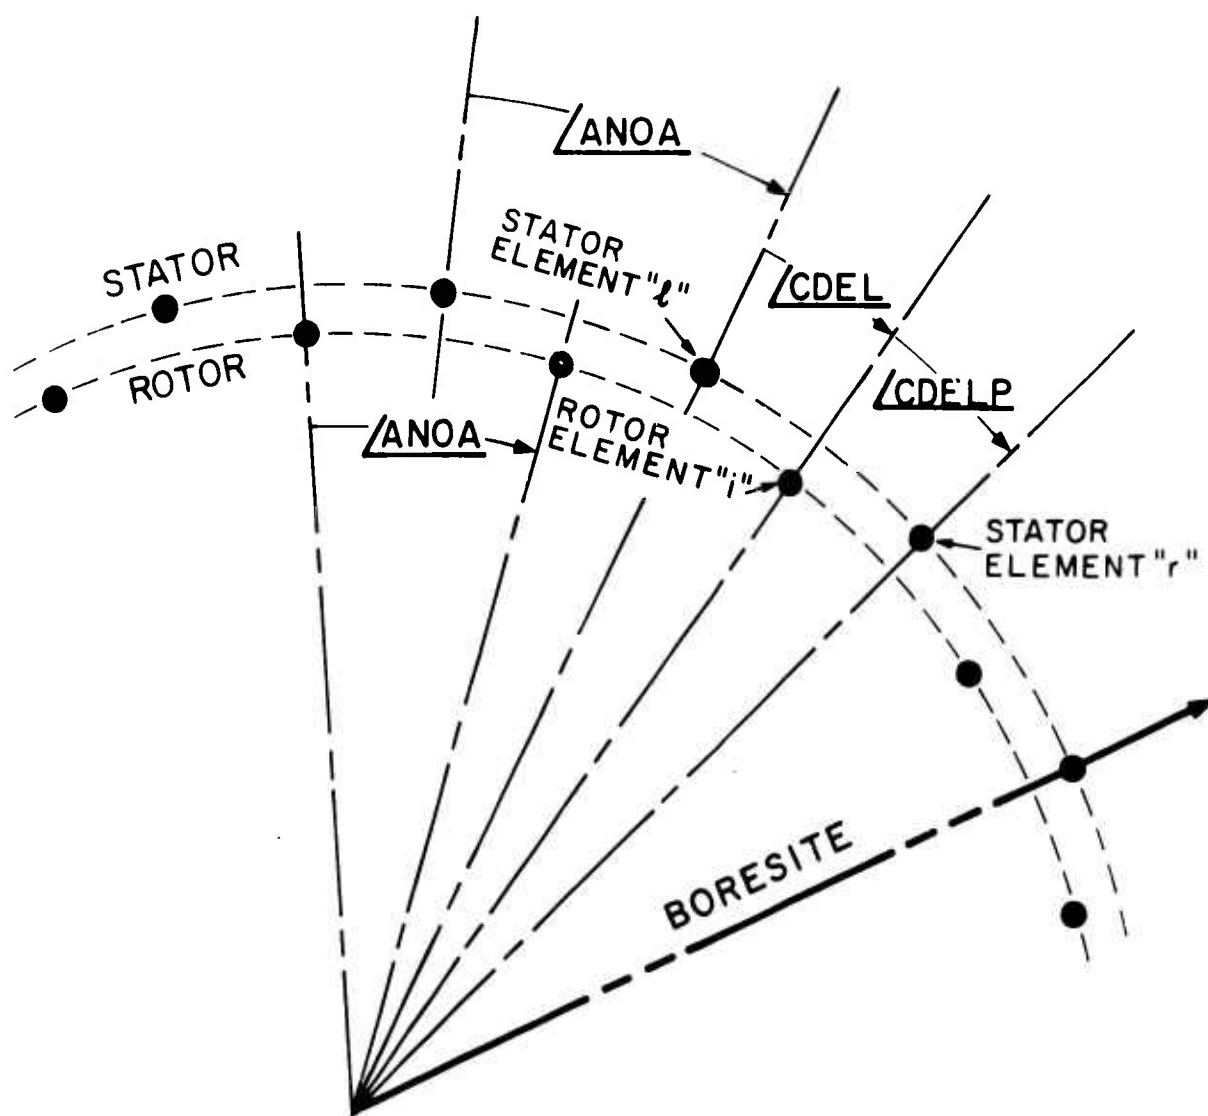 ∠ANOA
STATOR
ELEMENT "ℓ"
STATOR
∠CDEL
ROTOR
∠CDELP
∠ANOA
ROTOR
ELEMENT "i"
STATOR
ELEMENT "r"
BORESITE